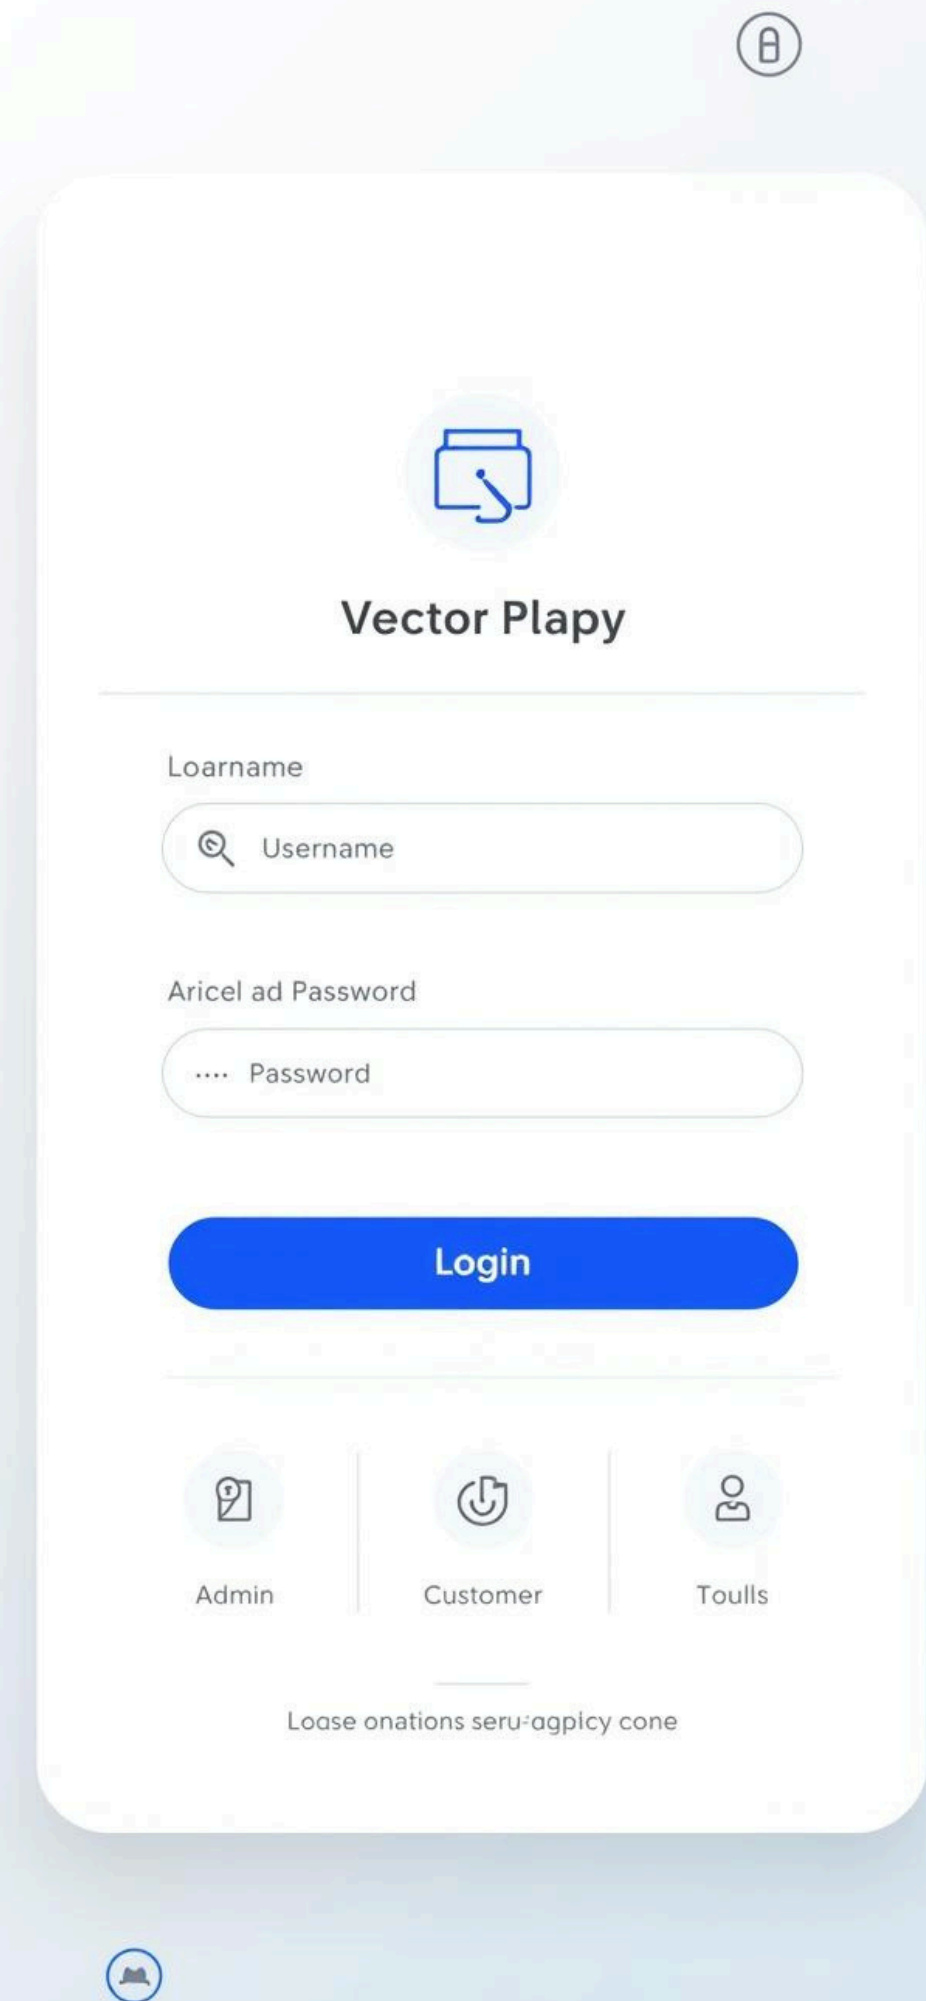 Vector Plapy
Loarname
Username
Aricel ad Password
Password
Login
Admin
Customer
Toulls
Loase onations seru-agpicy cone